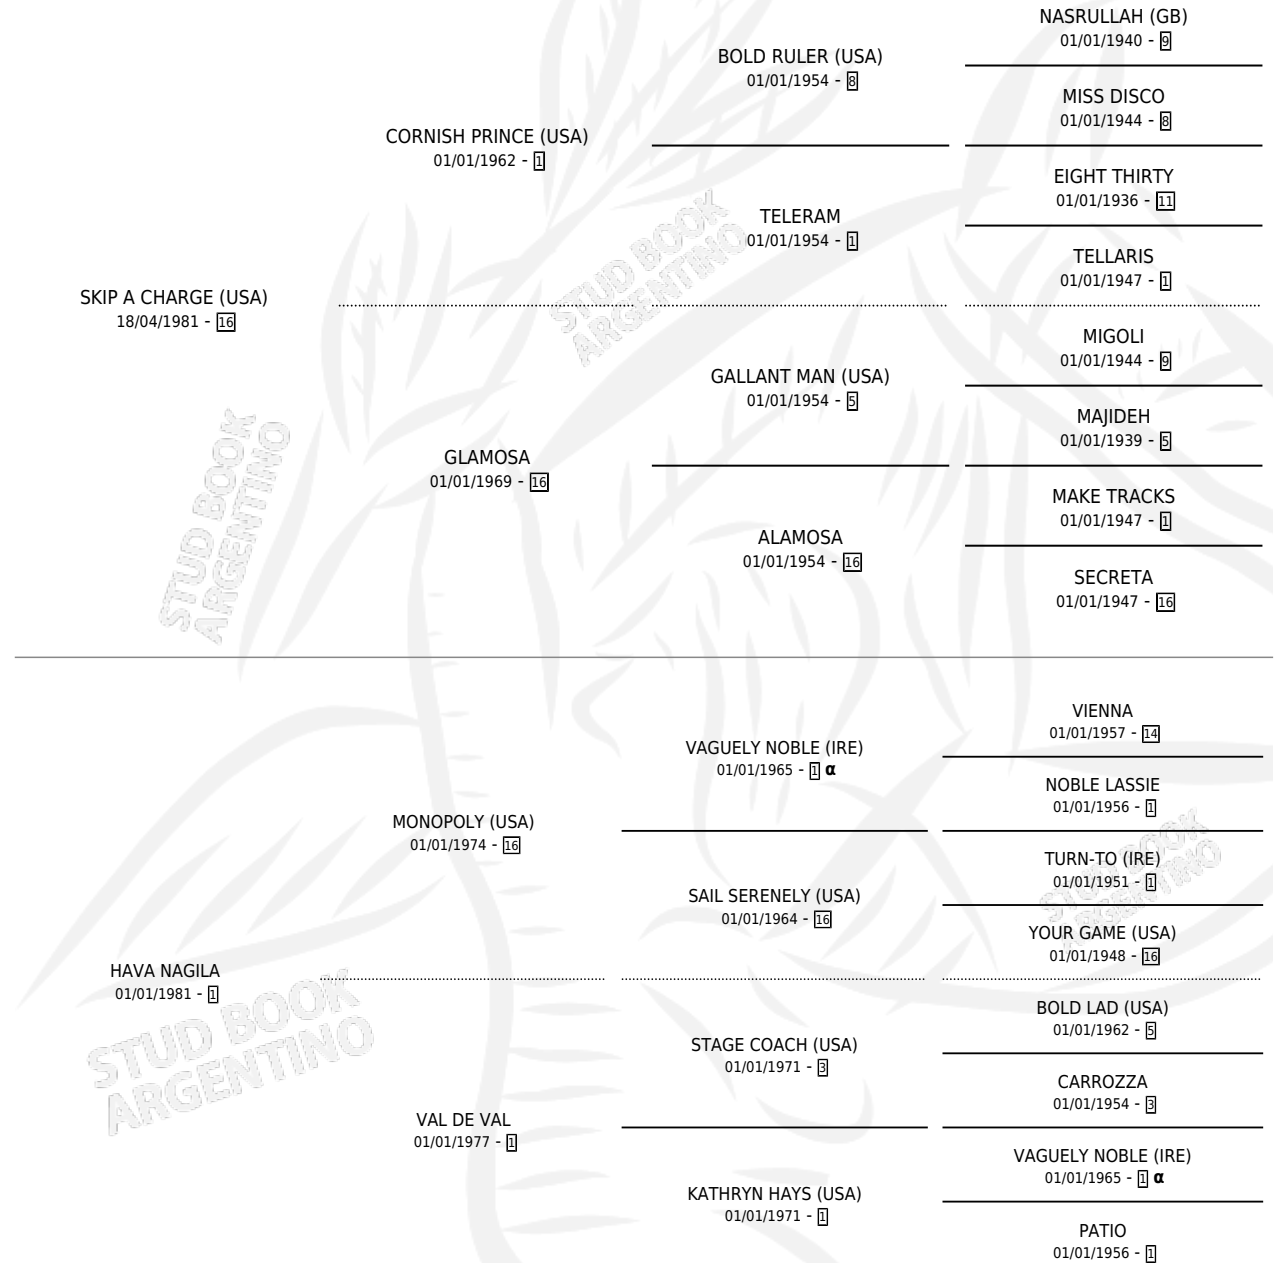 NASRULLAH (GB)
01/01/1940 - 9
BOLD RULER (USA)
01/01/1954 - 8
MISS DISCO
01/01/1944 - 8
CORNISH PRINCE (USA)
01/01/1962 - 1
EIGHT THIRTY
01/01/1936 - 11
TELERAM
01/01/1954 - 1
TELLARIS
01/01/1947 - 1
SKIP A CHARGE (USA)
18/04/1981 - 16
MIGOLI
01/01/1944 - 9
GALLANT MAN (USA)
01/01/1954 - 5
MAJIDEH
01/01/1939 - 5
GLAMOSA
01/01/1969 - 16
MAKE TRACKS
01/01/1947 - 1
ALAMOSA
01/01/1954 - 16
SECRETA
01/01/1947 - 16
VIENNA
01/01/1957 - 14
VAGUELY NOBLE (IRE)
01/01/1965 - 1 α
NOBLE LASSIE
01/01/1956 - 1
MONOPOLY (USA)
01/01/1974 - 16
TURN-TO (IRE)
01/01/1951 - 1
SAIL SERENELY (USA)
01/01/1964 - 16
YOUR GAME (USA)
01/01/1948 - 16
HAVA NAGILA
01/01/1981 - 1
BOLD LAD (USA)
01/01/1962 - 5
STAGE COACH (USA)
01/01/1971 - 3
CARROZZA
01/01/1954 - 3
VAL DE VAL
01/01/1977 - 1
VAGUELY NOBLE (IRE)
01/01/1965 - 1 α
KATHRYN HAYS (USA)
01/01/1971 - 1
PATIO
01/01/1956 - 1
STUD BOOK
ARGENTINO
STUD BOOK
ARGENTINO
STUD BOOK
ARGENTINO
STUD BOOK
ARGENTINO